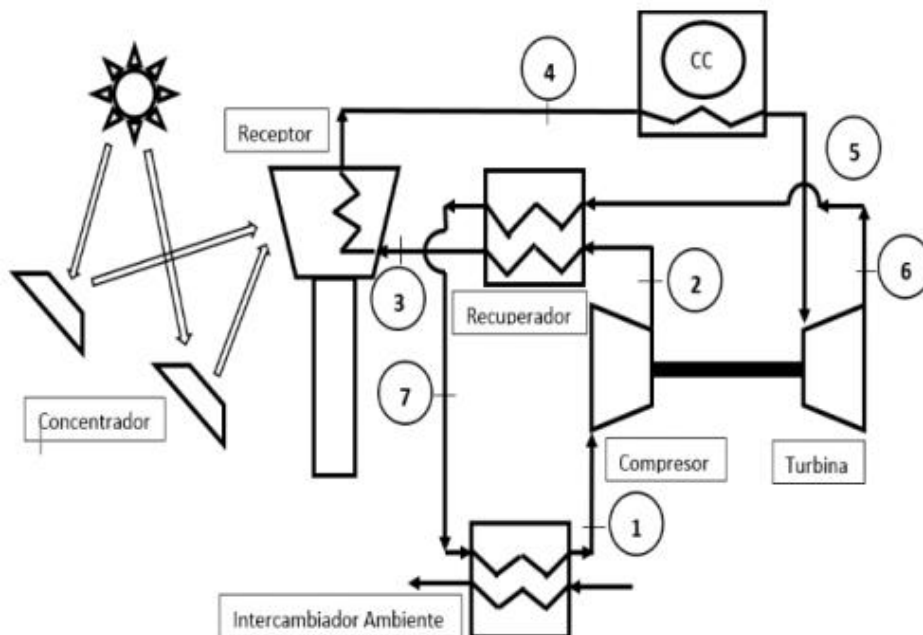 CC
4
Receptor
5
6
3
2
Recuperador
7
Concentrador
Compresor
Turbina
1
Intercambiador Ambiente